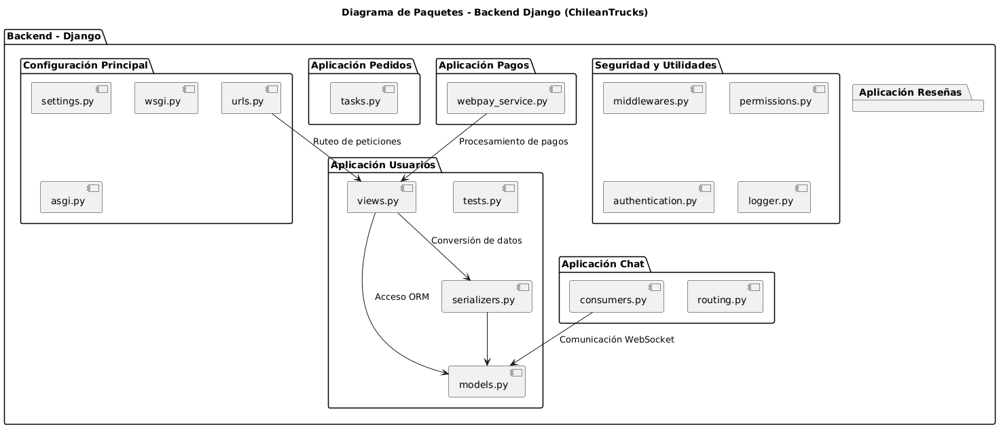 Diagrama de Paquetes - Backend Django (ChileanTrucks)
Backend - Django
Configuración Principal
settings.py
wsgi.py
urls.py
asgi.py
Aplicación Pedidos
tasks.py
Aplicación Pagos
webpay_service.py
Seguridad y Utilidades
middlewares.py
permissions.py
authentication.py
logger.py
Aplicación Reseñas
Ruteo de peticiones
Procesamiento de pagos
Aplicación Usuarios
views.py
tests.py
Conversión de datos
Acceso ORM
serializers.py
models.py
Aplicación Chat
consumers.py
routing.py
Comunicación WebSocket